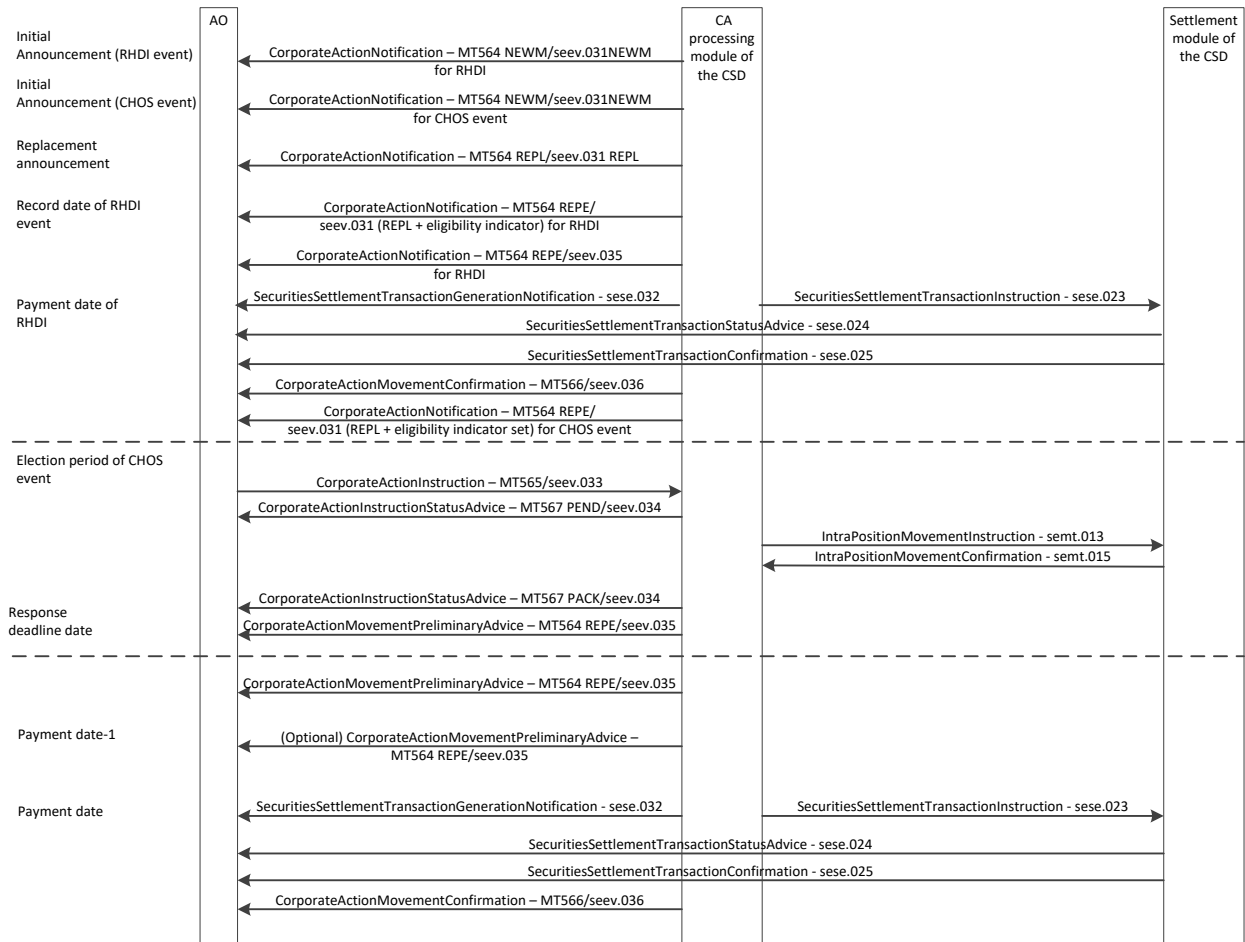 AO
CA
processing
module of
the CSD
Settlement
module of
the CSD
Initial
Announcement (RHDI event)
CorporateActionNotification – MT564 NEWM/seev.031NEWM
for RHDI
Initial
Announcement (CHOS event)
CorporateActionNotification – MT564 NEWM/seev.031NEWM
for CHOS event
Replacement
announcement
CorporateActionNotification – MT564 REPL/seev.031 REPL
Record date of RHDI
event
CorporateActionNotification – MT564 REPE/
seev.031 (REPL + eligibility indicator) for RHDI
CorporateActionNotification – MT564 REPE/seev.035
for RHDI
Payment date of
RHDI
SecuritiesSettlementTransactionGenerationNotification - sese.032
SecuritiesSettlementTransactionInstruction - sese.023
SecuritiesSettlementTransactionStatusAdvice - sese.024
SecuritiesSettlementTransactionConfirmation - sese.025
CorporateActionMovementConfirmation – MT566/seev.036
CorporateActionNotification – MT564 REPE/
seev.031 (REPL + eligibility indicator set) for CHOS event
Election period of CHOS
event
CorporateActionInstruction – MT565/seev.033
CorporateActionInstructionStatusAdvice – MT567 PEND/seev.034
IntraPositionMovementInstruction - semt.013
IntraPositionMovementConfirmation - semt.015
CorporateActionInstructionStatusAdvice – MT567 PACK/seev.034
Response
deadline date
CorporateActionMovementPreliminaryAdvice – MT564 REPE/seev.035
CorporateActionMovementPreliminaryAdvice – MT564 REPE/seev.035
Payment date-1
(Optional) CorporateActionMovementPreliminaryAdvice –
MT564 REPE/seev.035
Payment date
SecuritiesSettlementTransactionGenerationNotification - sese.032
SecuritiesSettlementTransactionInstruction - sese.023
SecuritiesSettlementTransactionStatusAdvice - sese.024
SecuritiesSettlementTransactionConfirmation - sese.025
CorporateActionMovementConfirmation – MT566/seev.036